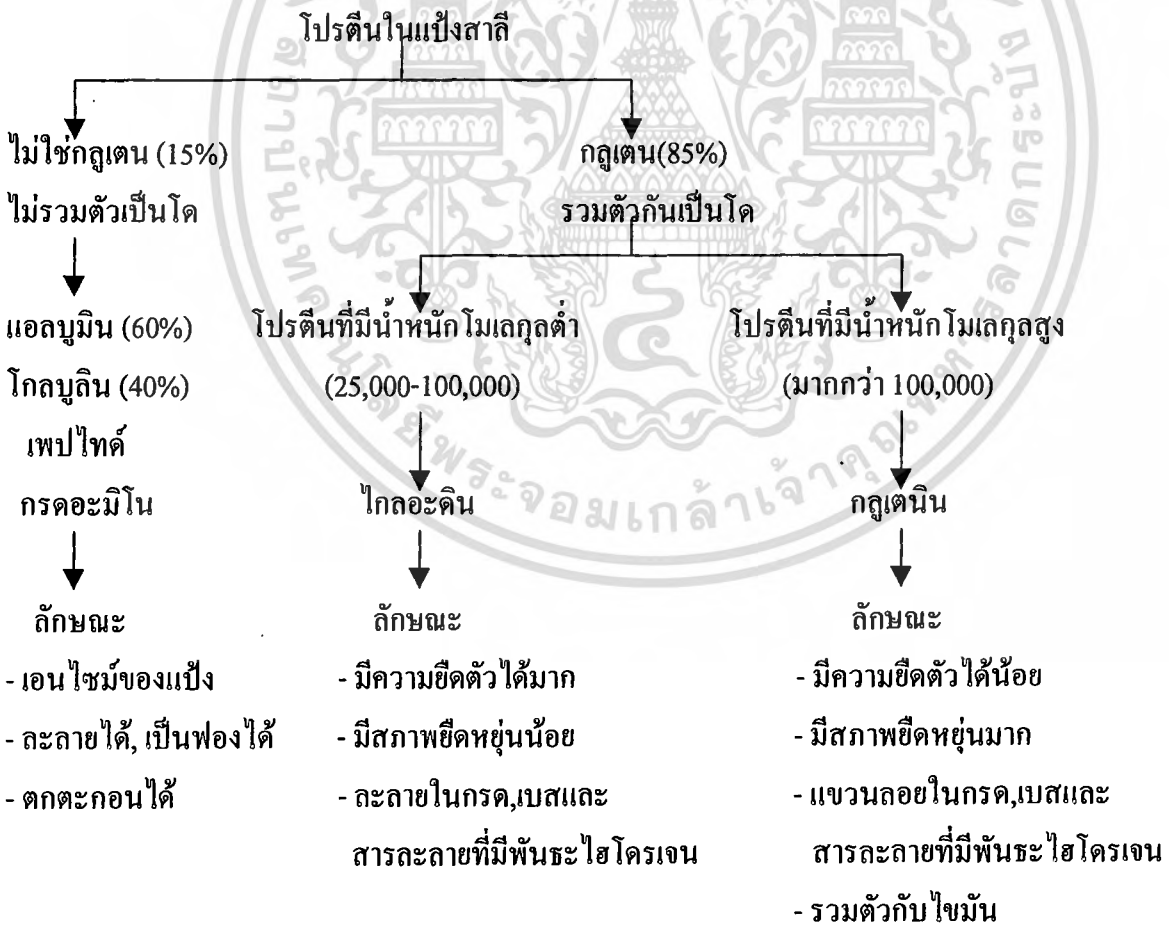 โปรตีนในแป้งสาลี
ไม่ใช่กลูเตน (15%)
ไม่รวมตัวเป็นโด
แอลบูมิน (60%)
โกลบูลิน (40%)
เพปไทด์
กรดอะมิโน
ลักษณะ
- เอนไซม์ของแป้ง
- ละลายได้, เป็นฟองได้
- ตกตะกอนได้
กลูเตน(85%)
รวมตัวกันเป็นโด
โปรตีนที่มีน้ำหนักโมเลกุลต่ำ
(25,000-100,000)
ไกลอะดิน
ลักษณะ
- มีความยืดตัวได้มาก
- มีสภาพยืดหยุ่นน้อย
- ละลายในกรด,เบสและ
สารละลายที่มีพันธะไฮโดรเจน
โปรตีนที่มีน้ำหนักโมเลกุลสูง
(มากกว่า 100,000)
กลูเตนิน
ลักษณะ
- มีความยืดตัวได้น้อย
- มีสภาพยืดหยุ่นมาก
- แขวนลอยในกรด,เบสและ
สารละลายที่มีพันธะไฮโดรเจน
- รวมตัวกับไขมัน